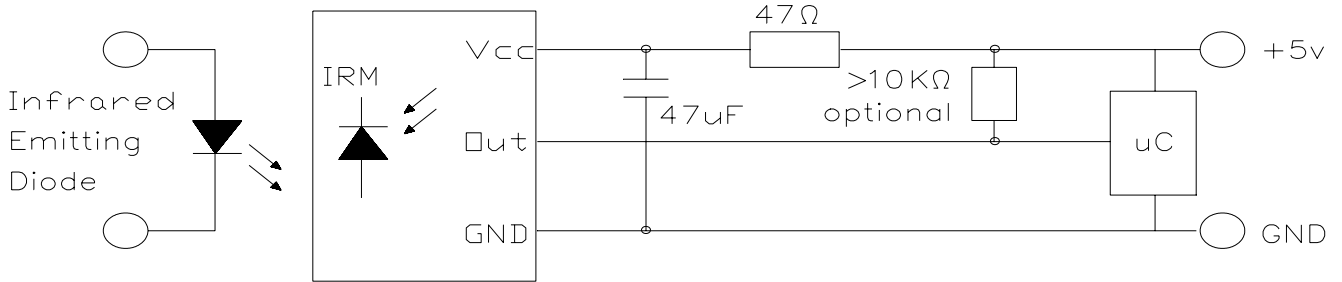 Infrared
Emitting
Diode
IRM
Vcc
Out
GND
47uF
47Ω
>10KΩ
optional
uC
+5v
GND